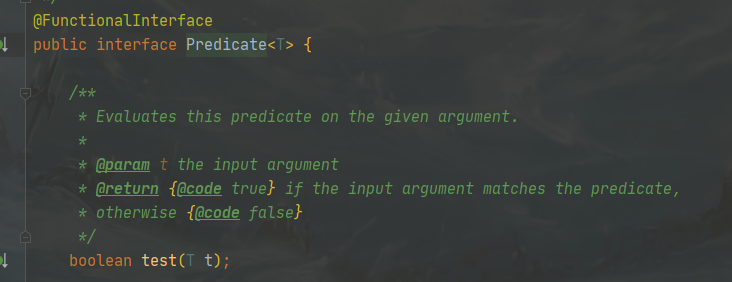 @FunctionalInterface
public interface Predicate<T> {
/**
* Evaluates this predicate on the given argument.
*
* @param t the input argument
* @return {@code true} if the input argument matches the predicate,
* otherwise {@code false}
*/
boolean test(T t);